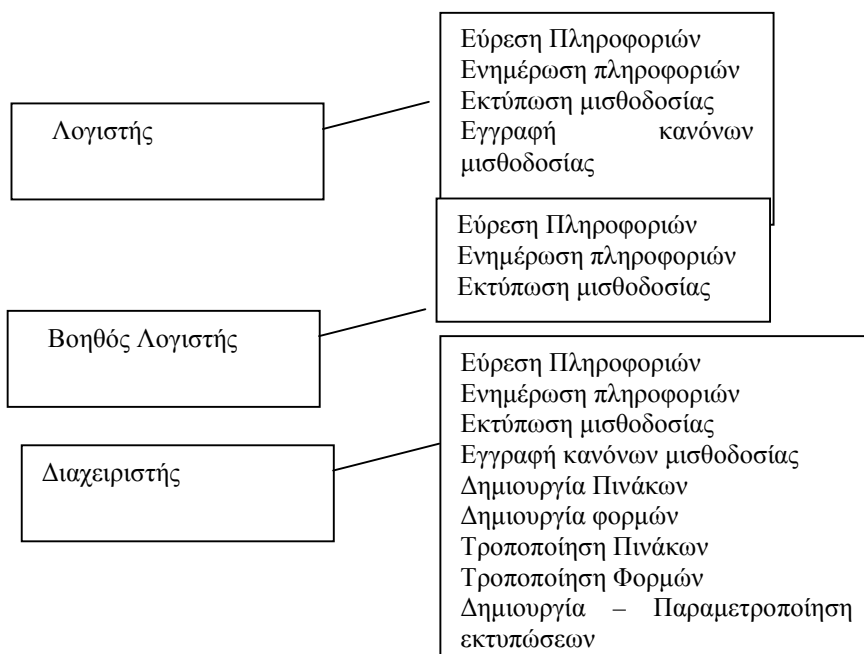 Λογιστής
Εύρεση Πληροφοριών
Ενημέρωση πληροφοριών
Εκτύπωση μισθοδοσίας
Εγγραφή κανόνων
μισθοδοσίας
Βοηθός Λογιστής
Εύρεση Πληροφοριών
Ενημέρωση πληροφοριών
Εκτύπωση μισθοδοσίας
Διαχειριστής
Εύρεση Πληροφοριών
Ενημέρωση πληροφοριών
Εκτύπωση μισθοδοσίας
Εγγραφή κανόνων μισθοδοσίας
Δημιουργία Πινάκων
Δημιουργία φορμών
Τροποποίηση Πινάκων
Τροποποίηση Φορμών
Δημιουργία – Παραμετροποίηση
εκτυπώσεων